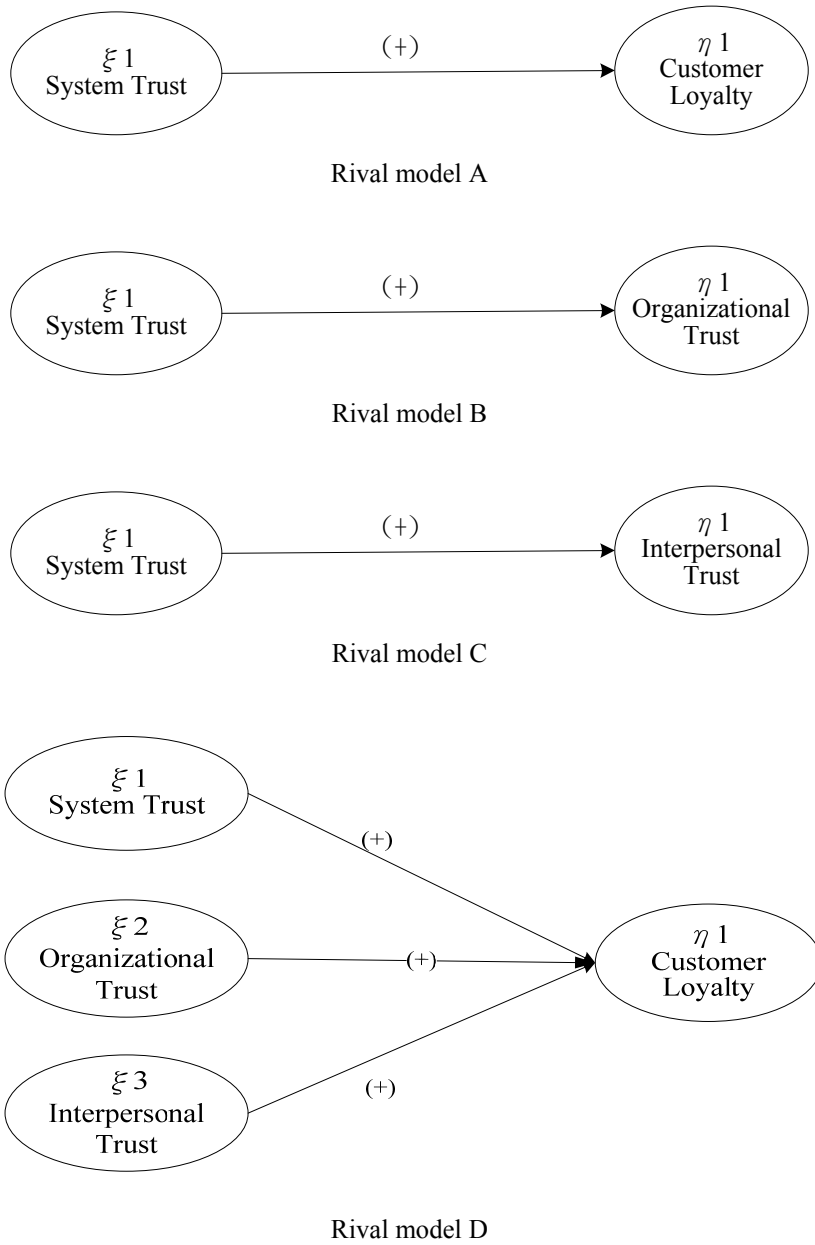 ξ 1
System Trust
(+)
η 1
Customer
Loyalty
Rival model A
ξ 1
System Trust
(+)
η 1
Organizational
Trust
Rival model B
ξ 1
System Trust
(+)
η 1
Interpersonal
Trust
Rival model C
ξ 1
System Trust
(+)
ξ 2
Organizational
Trust
(+)
η 1
Customer
Loyalty
ξ 3
Interpersonal
Trust
(+)
Rival model D